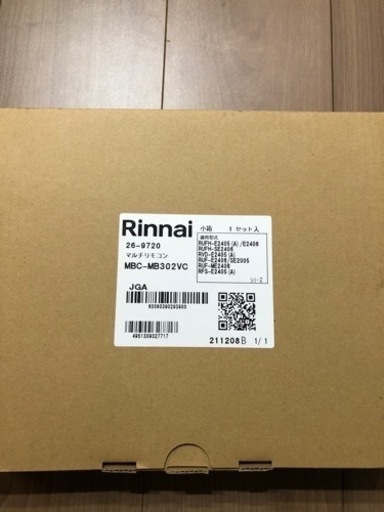 Rinnai
小箱 1セット入
26-9720
マルチリモコン
MBC-MB302VC
適用型式
RUFH-E2405(A)/E2406
RUFH-SE2406
RVD-E2405(A)
RUF-E2406/SE2005
RUF-ME2406
RFS-E2405(A)
シリーズ
JGA
83083390293905
4951309327717
211208B 1/1